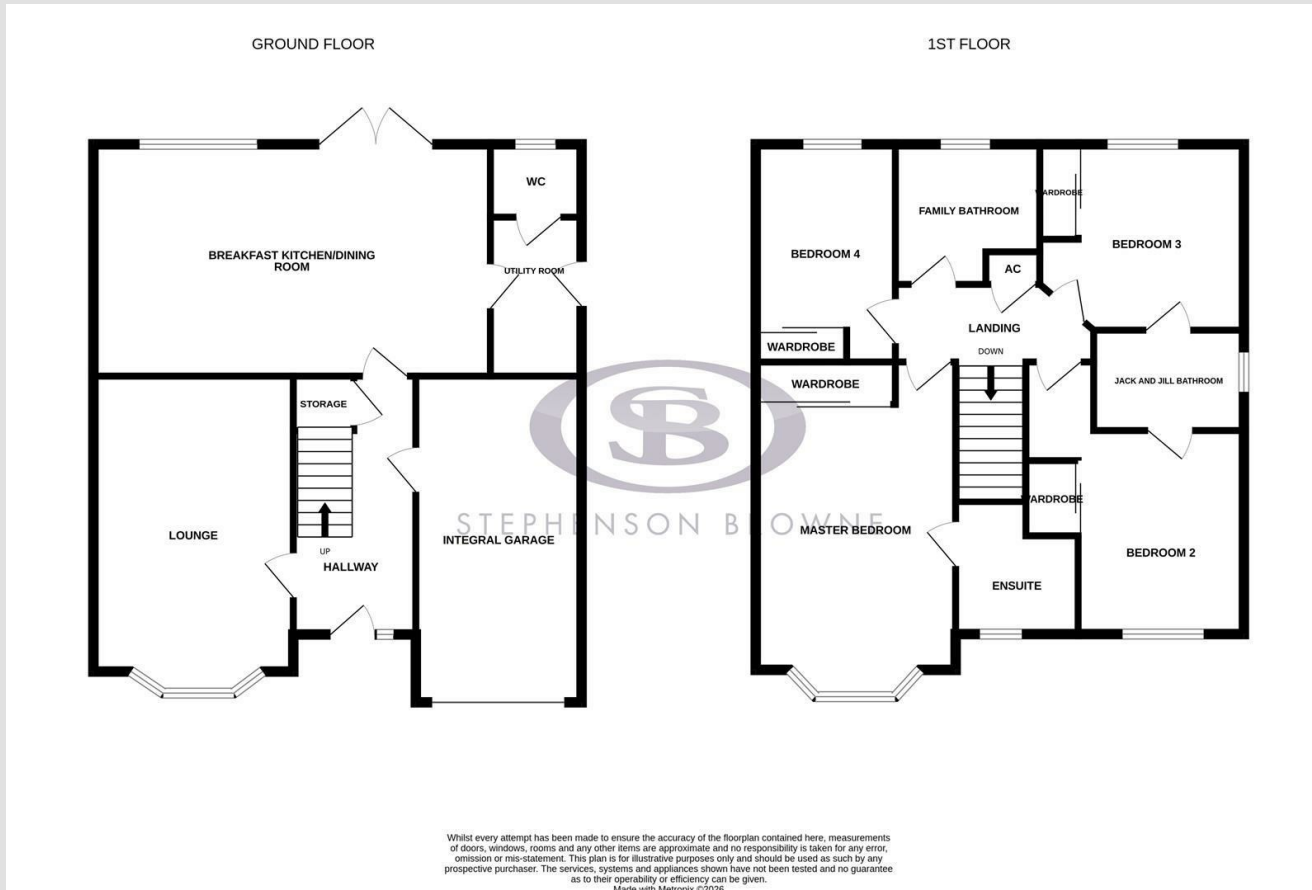 GROUND FLOOR
1ST FLOOR
WC
BREAKFAST KITCHEN/DINING
ROOM
UTILITY ROOM
STORAGE
LOUNGE
UP
HALLWAY
INTEGRAL GARAGE
WARDROBE
FAMILY BATHROOM
BEDROOM 3
BEDROOM 4
AC
LANDING
DOWN
WARDROBE
WARDROBE
JACK AND JILL BATHROOM
WARDROBE
MASTER BEDROOM
BEDROOM 2
ENSUITE
SB
STEPHENSON BROWNE
Whilst every attempt has been made to ensure the accuracy of the floorplan contained here, measurements
of doors, windows, rooms and any other items are approximate and no responsibility is taken for any error,
omission or mis-statement. This plan is for illustrative purposes only and should be used as such by any
prospective purchaser. The services, systems and appliances shown have not been tested and no guarantee
as to their operability or efficiency can be given.
Made with Metropix ©2026